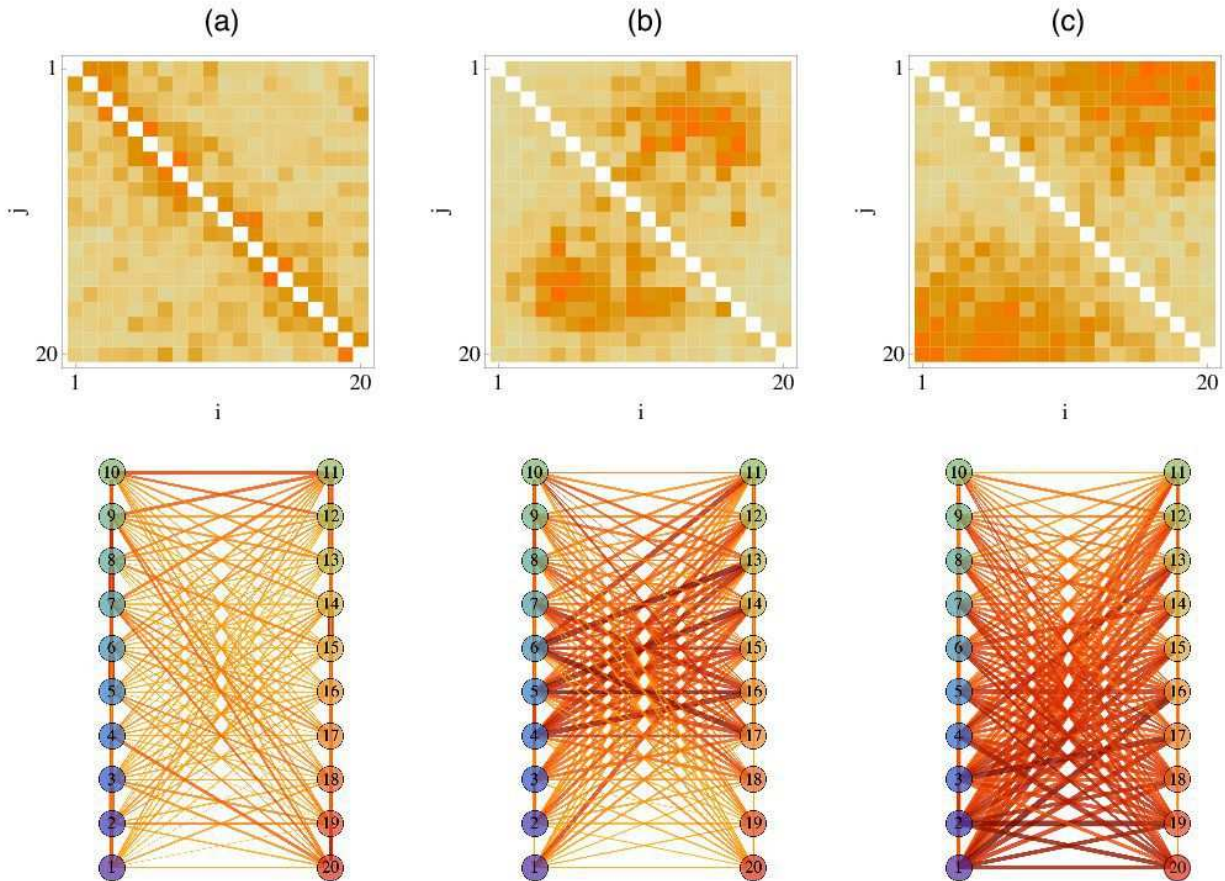 (a) (b) (c)
1 1 1
j j j
20 20 20
1 20 1 20 1 20
i i i
10 11 10 11 10 11
9 12 9 12 9 12
8 13 8 13 8 13
7 14 7 14 7 14
6 15 6 15 6 15
5 16 5 16 5 16
4 17 4 17 4 17
3 18 3 18 3 18
2 19 2 19 2 19
1 20 1 20 1 20